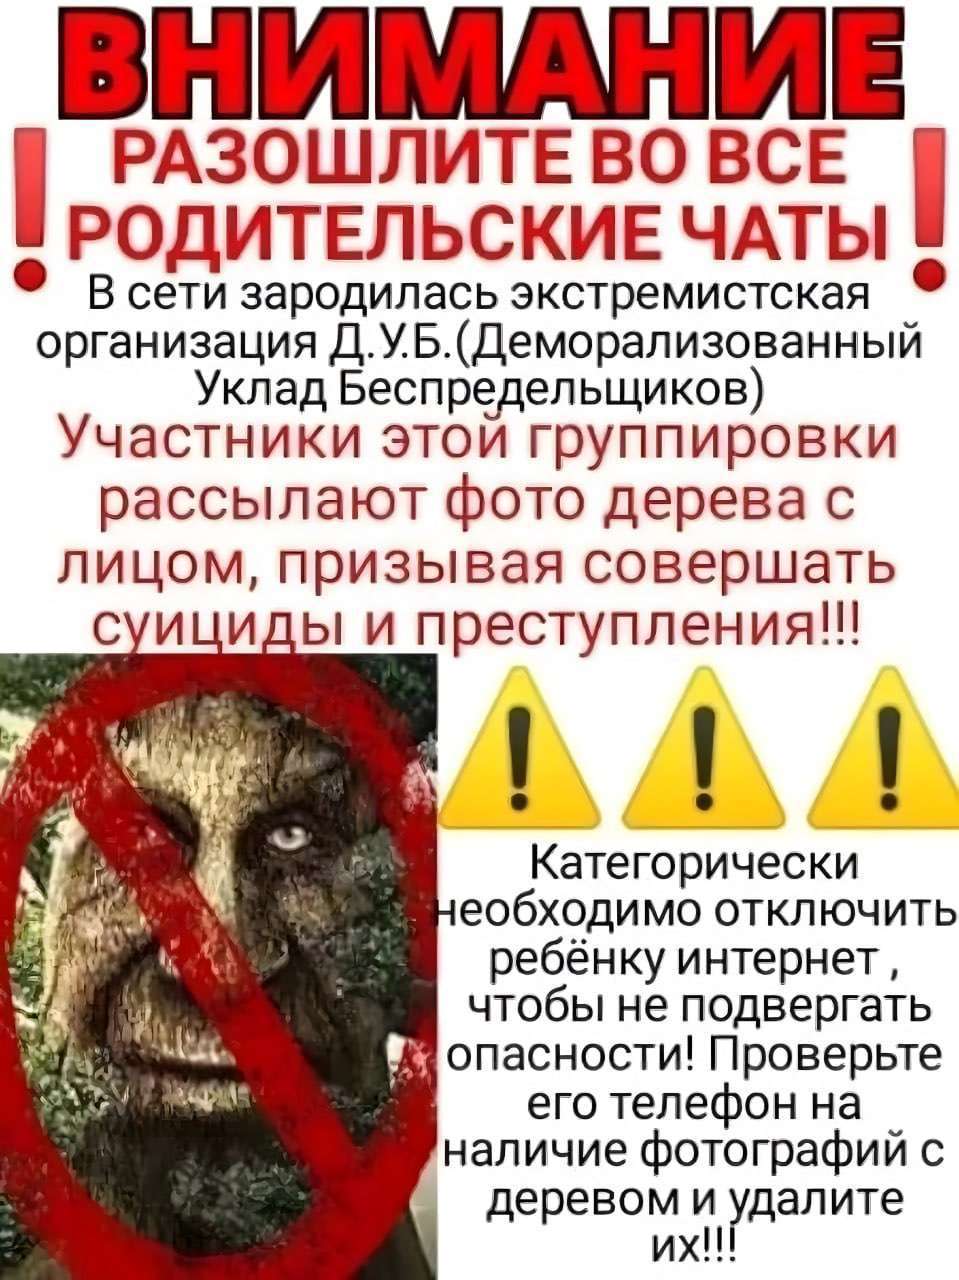 ВНИМАНИЕ
РАЗОШЛИТЕ ВО ВСЕ
РОДИТЕЛЬСКИЕ ЧАТЫ
В сети зародилась экстремистская
организация Д.У.Б.(Деморализованный
Уклад Беспредельщиков)
Участники этой группировки
рассылают фото дерева с
лицом, призывая совершать
суициды и преступления!!!
Категорически
необходимо отключить
ребёнку интернет ,
чтобы не подвергать
опасности! Проверьте
его телефон на
наличие фотографий с
деревом и удалите
их!!!